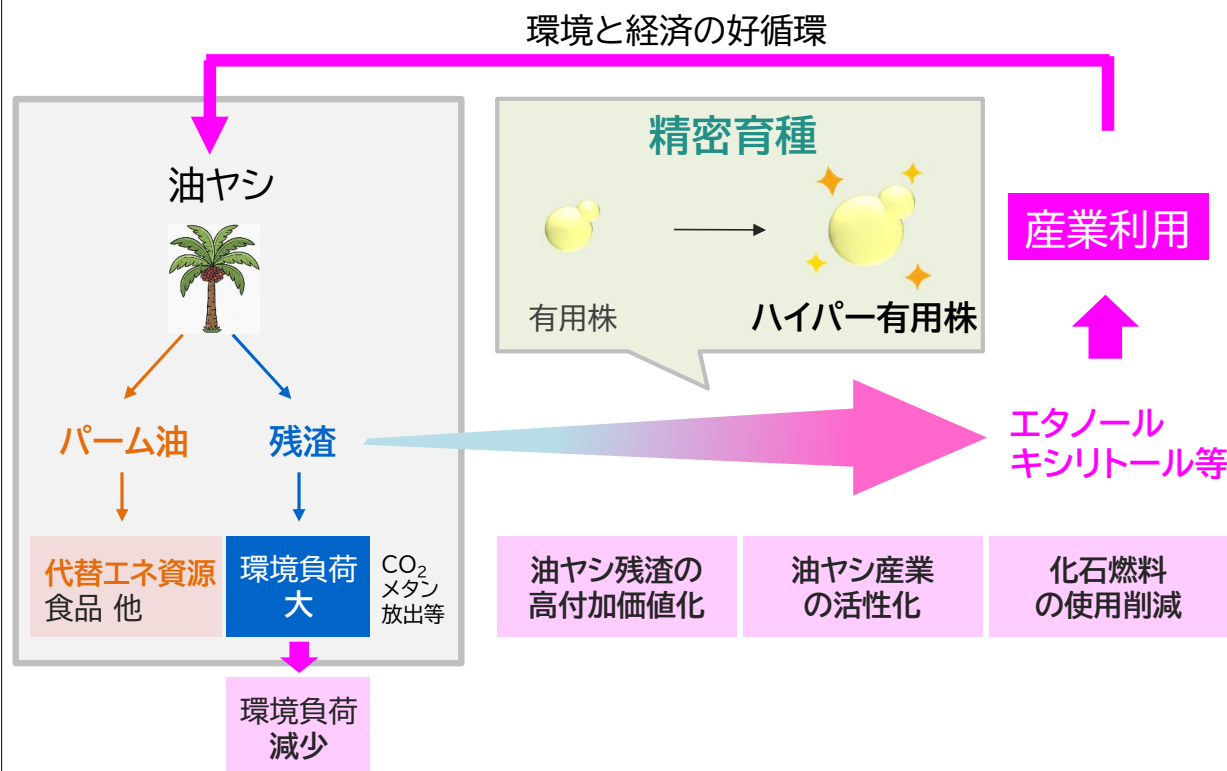 環境と経済の好循環
油ヤシ
パーム油
残渣
代替エネ資源
食品 他
環境負荷
大
CO₂
メタン
放出等
環境負荷
減少
精密育種
有用株
ハイパー有用株
産業利用
エタノール
キシリトール等
油ヤシ残渣の
高付加価値化
油ヤシ産業
の活性化
化石燃料
の使用削減